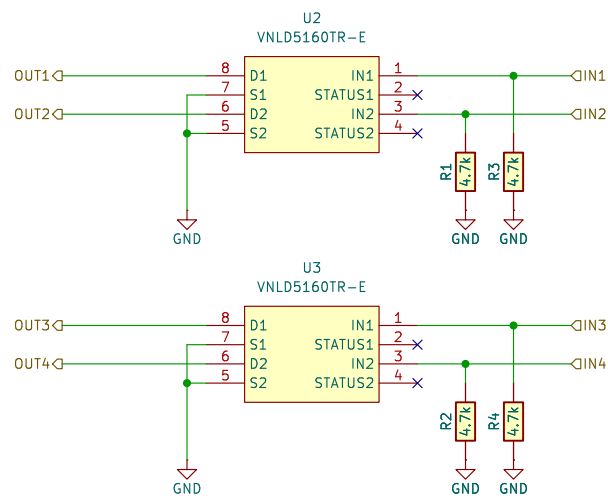 U2
VNLD5160TR-E
OUT1 8 D1 IN1 1 IN1
7 S1 STATUS1 2
OUT2 6 D2 IN2 3 IN2
5 S2 STATUS2 4
R1 4.7k R3 4.7k
GND GND GND
U3
VNLD5160TR-E
OUT3 8 D1 IN1 1 IN3
7 S1 STATUS1 2
OUT4 6 D2 IN2 3 IN4
5 S2 STATUS2 4
R2 4.7k R4 4.7k
GND GND GND